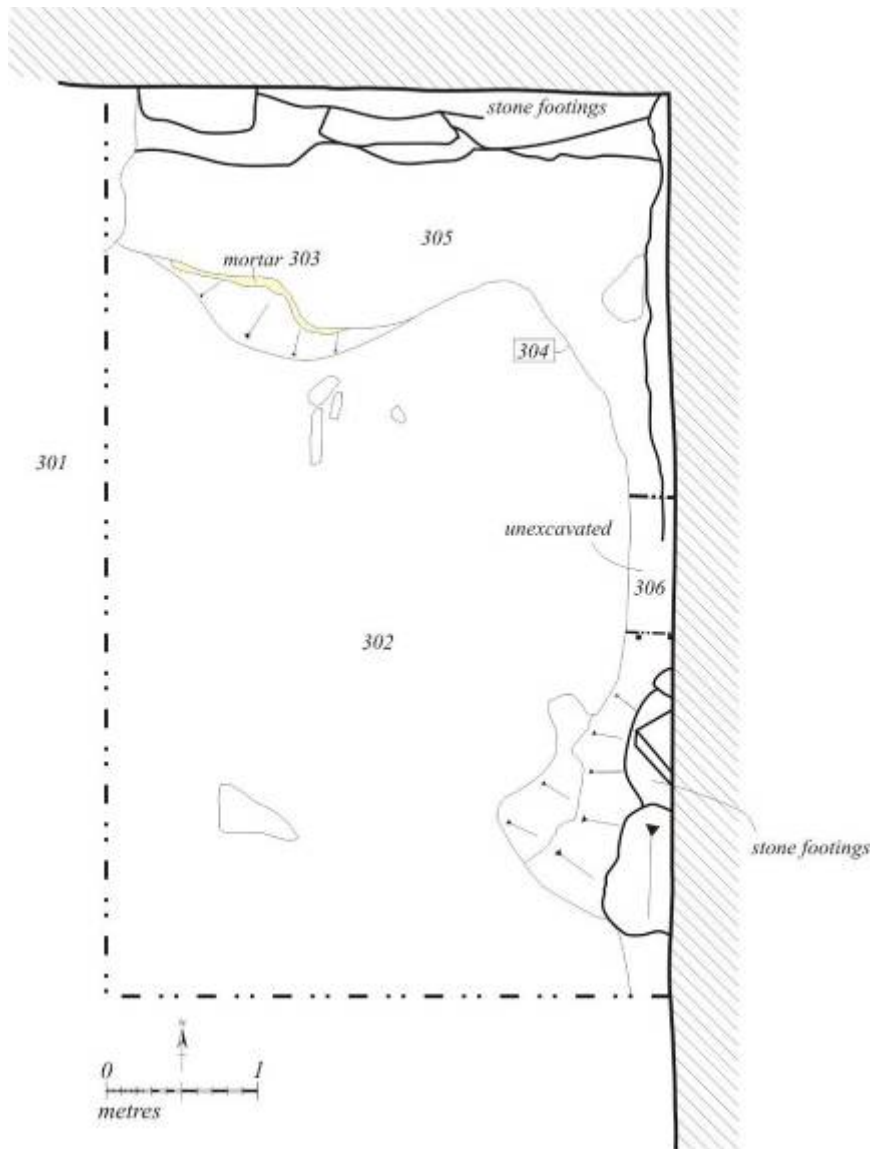 stone footings
305
mortar 303
304
301
unexcavated
306
302
stone footings
N
0 1
metres